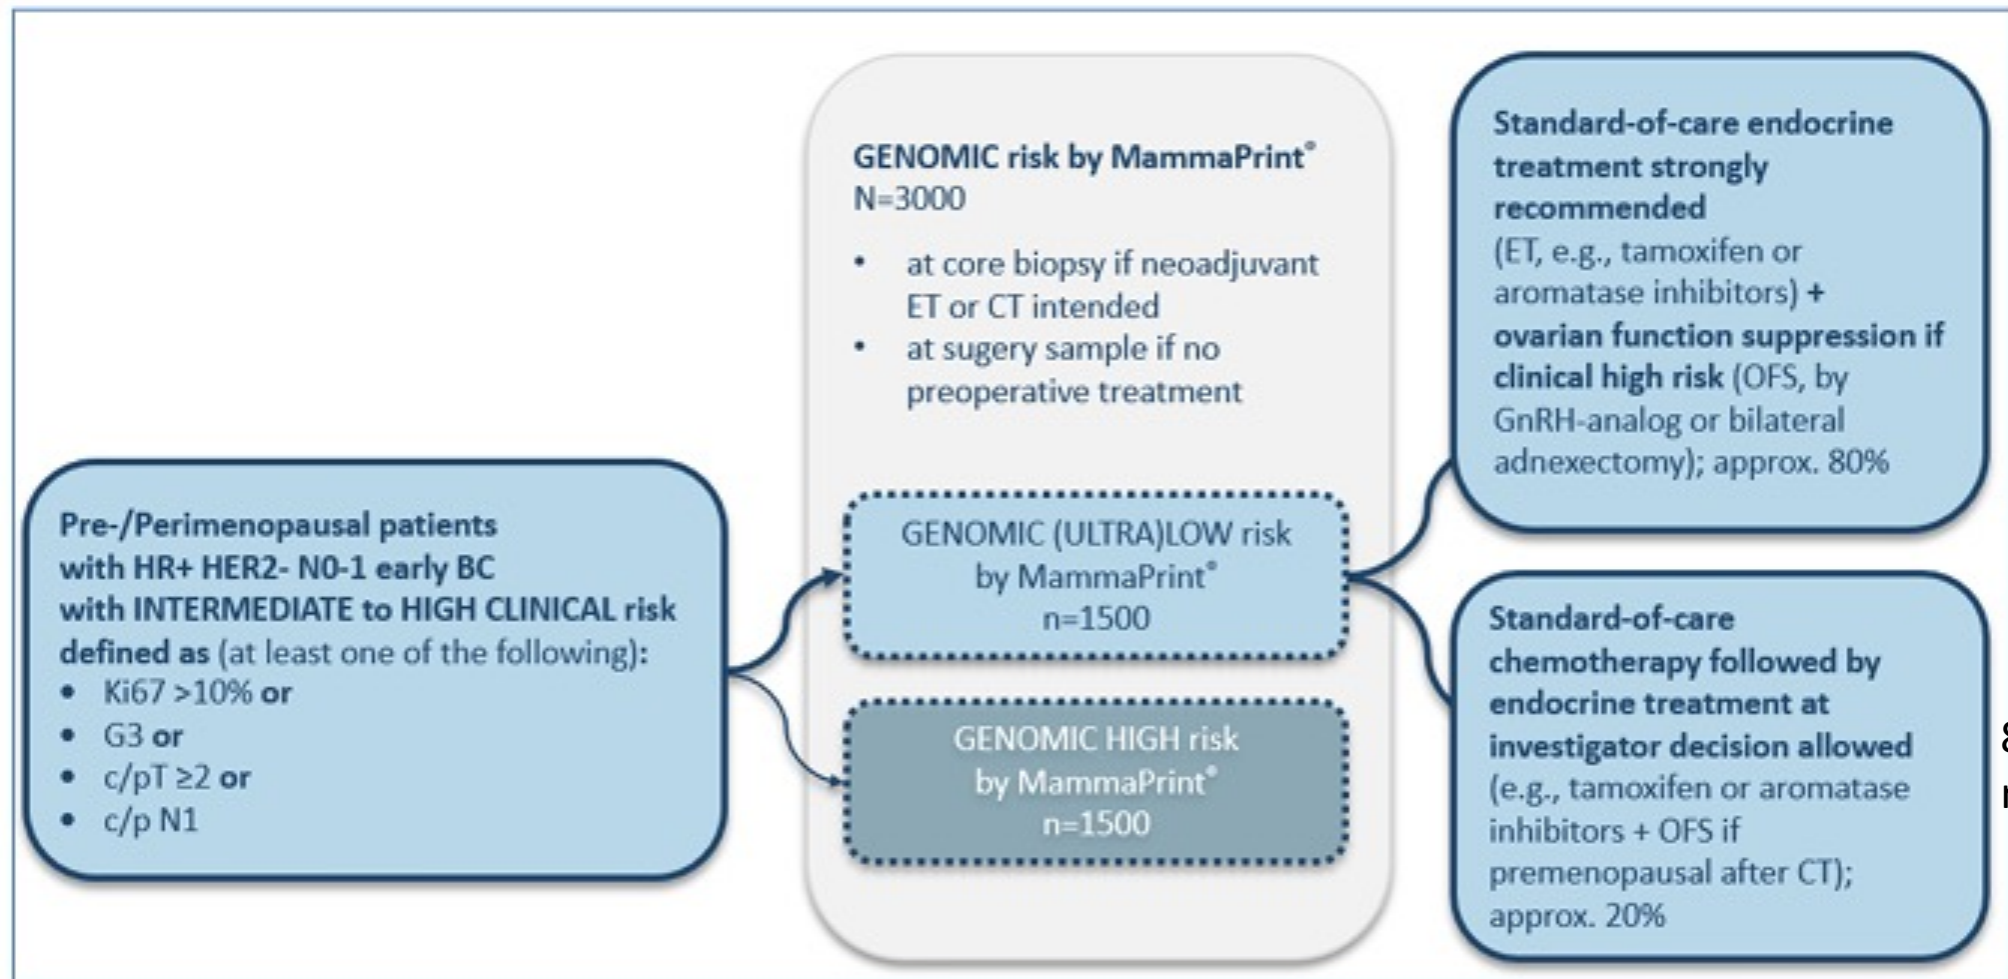 Pre-/Perimenopausal patients
with HR+ HER2- N0-1 early BC
with INTERMEDIATE to HIGH CLINICAL risk
defined as (at least one of the following):
• Ki67 >10% or
• G3 or
• c/pT ≥2 or
• c/p N1
GENOMIC risk by MammaPrint®
N=3000
• at core biopsy if neoadjuvant
ET or CT intended
• at sugery sample if no
preoperative treatment
GENOMIC (ULTRA)LOW risk
by MammaPrint®
n=1500
GENOMIC HIGH risk
by MammaPrint®
n=1500
Standard-of-care endocrine
treatment strongly
recommended
(ET, e.g., tamoxifen or
aromatase inhibitors) +
ovarian function suppression if
clinical high risk (OFS, by
GnRH-analog or bilateral
adnexectomy); approx. 80%
Standard-of-care
chemotherapy followed by
endocrine treatment at
investigator decision allowed
(e.g., tamoxifen or aromatase
inhibitors + OFS if
premenopausal after CT);
approx. 20%